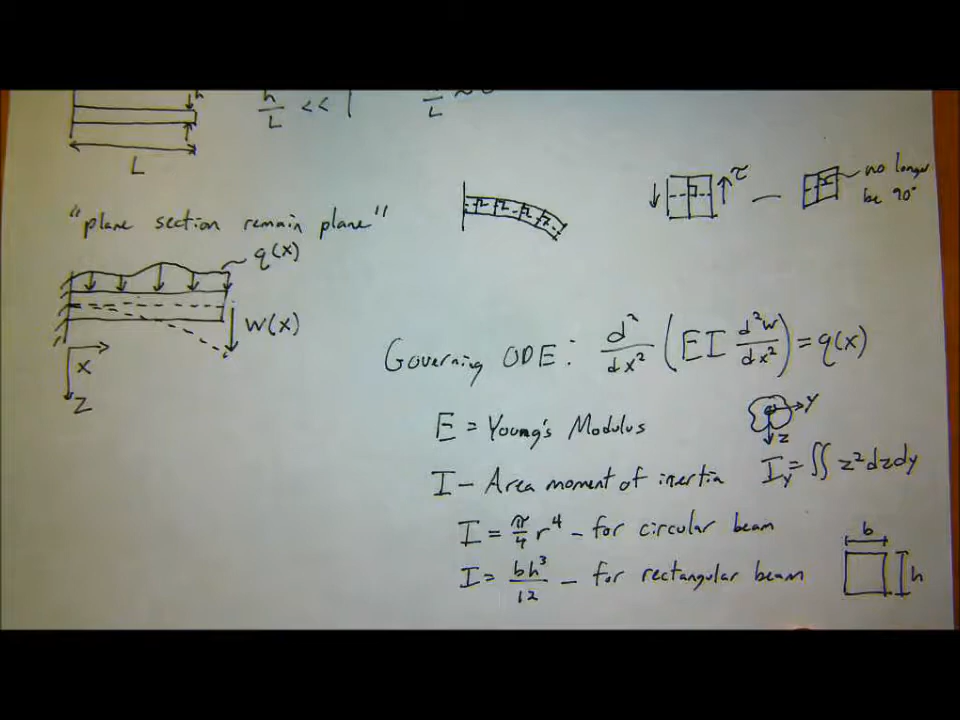 h
h/L << 1
L
"plane section remain plane"
τ
no longer
be 90°
q(x)
w(x)
x
z
Governing ODE: d²/dx² (EI d²w/dx²) = q(x)
E = Young's Modulus
y
z
I - Area moment of inertia
I_y = ∬ z² dz dy
I = π/4 r⁴ - for circular beam
I = bh³/12 - for rectangular beam
b
h